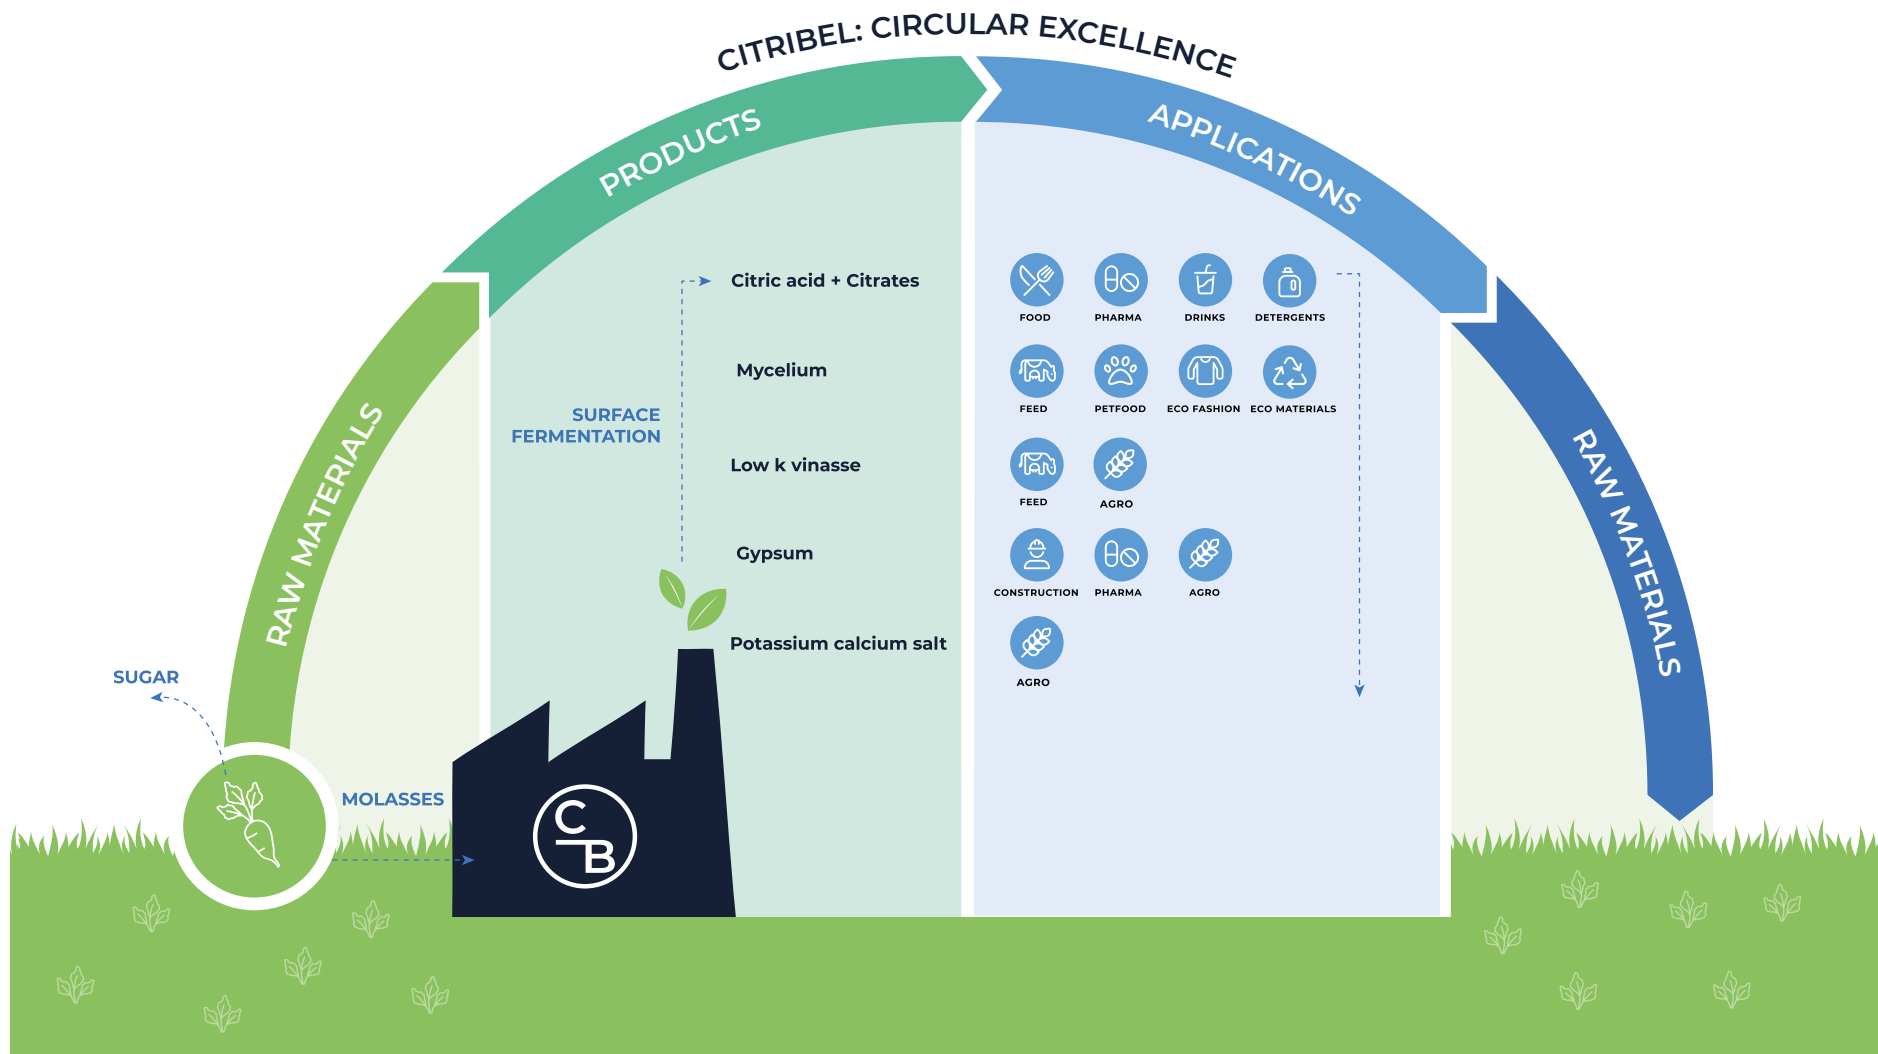 CITRIBEL: CIRCULAR EXCELLENCE
RAW MATERIALS
PRODUCTS
APPLICATIONS
RAW MATERIALS
SUGAR
MOLASSES
SURFACE
FERMENTATION
C
B
Citric acid + Citrates
FOOD PHARMA DRINKS DETERGENTS
Mycelium
FEED PETFOOD ECO FASHION ECO MATERIALS
Low k vinasse
FEED AGRO
Gypsum
CONSTRUCTION PHARMA AGRO
Potassium calcium salt
AGRO